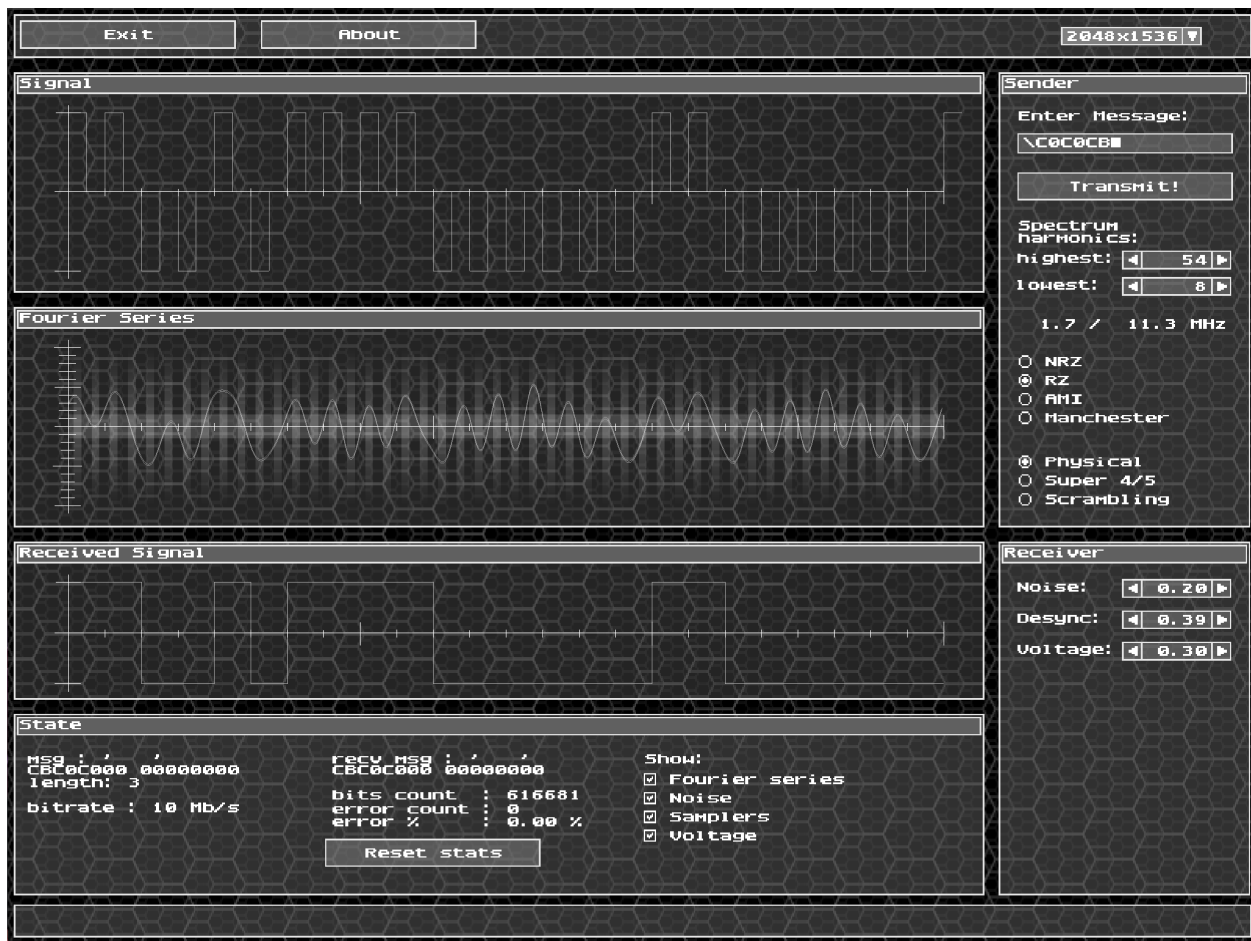 Exit
About
2048x1536
Signal
Sender
Enter Message:
\C0C0CB
Transmit!
Spectrum
harmonics:
highest: 54
lowest: 8
1.7 / 11.3 MHz
NRZ
RZ
AMI
Manchester
Physical
Super 4/5
Scrambling
Fourier Series
Received Signal
Receiver
Noise: 0.20
Desync: 0.39
Voltage: 0.30
State
msg : ' '
CBC0C000 00000000
length: 3
bitrate : 10 Mb/s
recv msg : ' '
CBC0C000 00000000
bits count : 616681
error count : 0
error % : 0.00 %
Reset stats
Show:
Fourier series
Noise
Samplers
Voltage